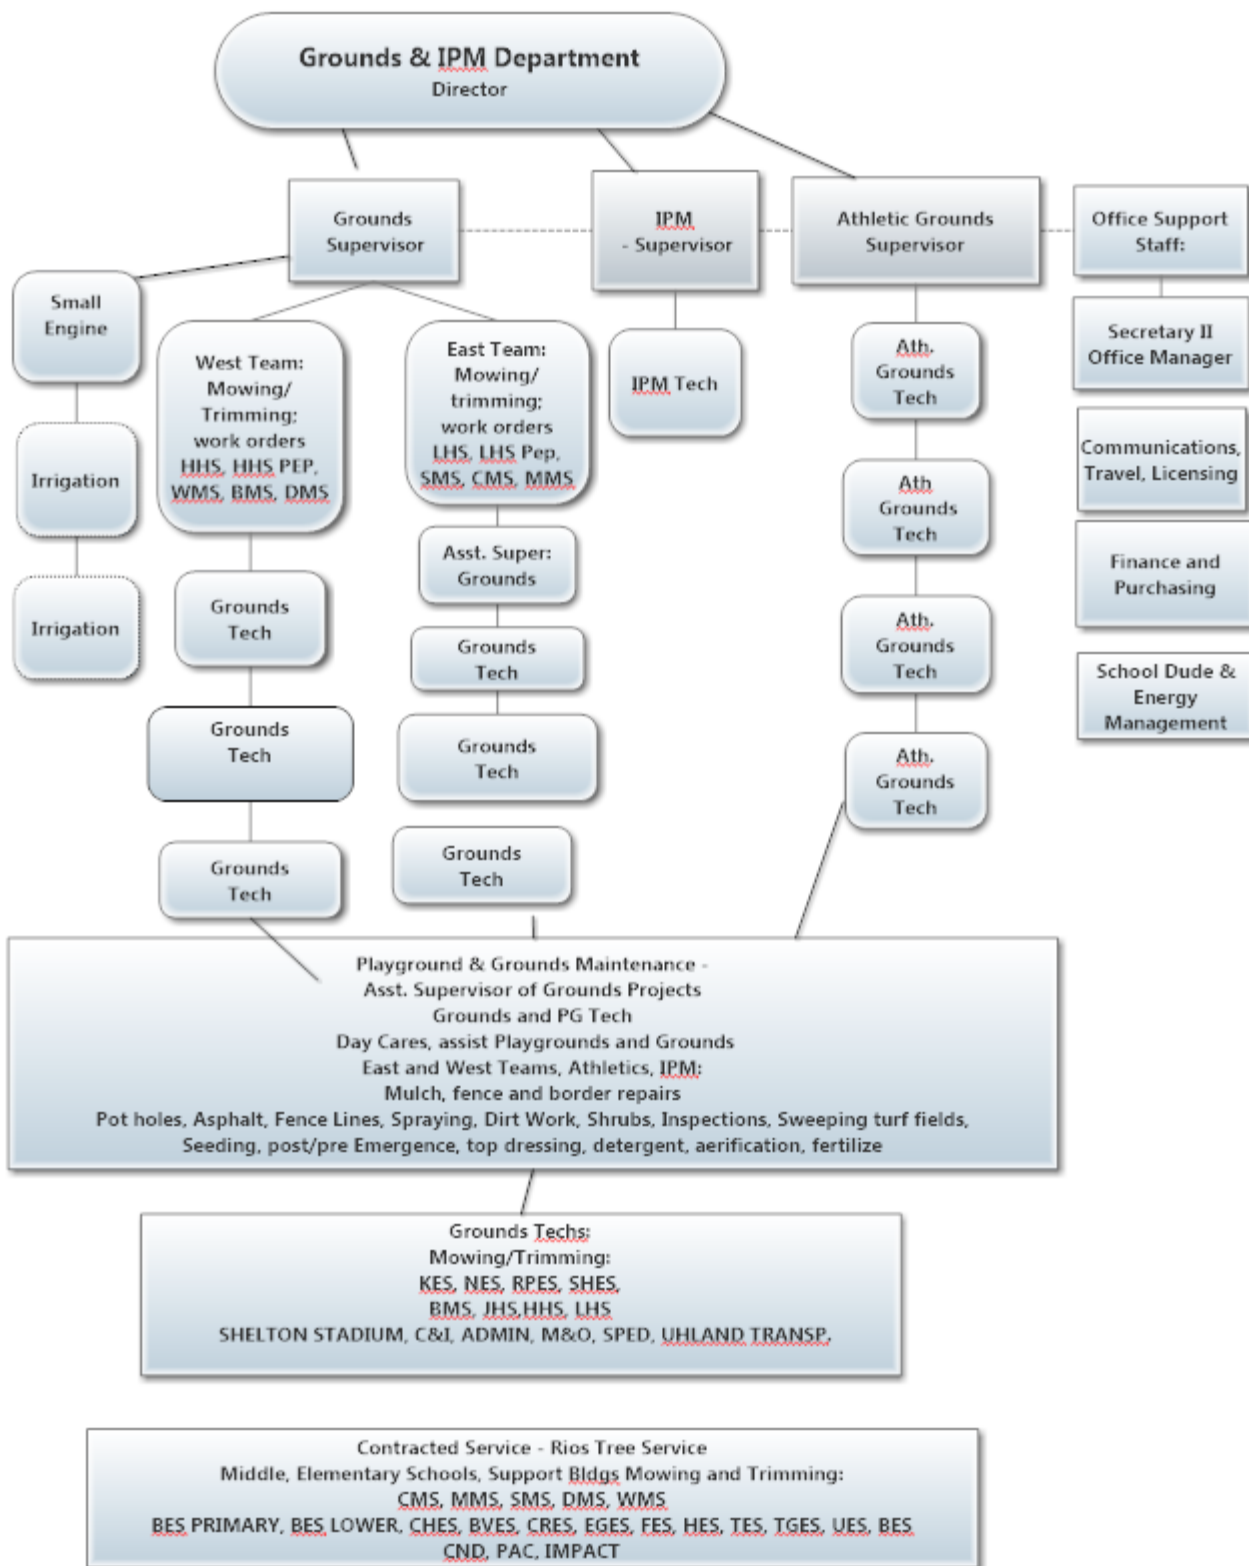 Grounds & IPM Department
Director
Grounds
Supervisor
IPM
- Supervisor
Athletic Grounds
Supervisor
Office Support
Staff:
Small
Engine
Irrigation
Irrigation
West Team:
Mowing/
Trimming;
work orders
HHS, HHS PEP,
WMS, BMS, DMS
Grounds
Tech
Grounds
Tech
Grounds
Tech
East Team:
Mowing/
trimming;
work orders
LHS, LHS Pep,
SMS, CMS, MMS
Asst. Super:
Grounds
Grounds
Tech
Grounds
Tech
Grounds
Tech
IPM Tech
Ath.
Grounds
Tech
Ath
Grounds
Tech
Ath.
Grounds
Tech
Ath.
Grounds
Tech
Secretary II
Office Manager
Communications,
Travel, Licensing
Finance and
Purchasing
School Dude &
Energy
Management
Playground & Grounds Maintenance -
Asst. Supervisor of Grounds Projects
Grounds and PG Tech
Day Cares, assist Playgrounds and Grounds
East and West Teams, Athletics, IPM:
Mulch, fence and border repairs
Pot holes, Asphalt, Fence Lines, Spraying, Dirt Work, Shrubs, Inspections, Sweeping turf fields,
Seeding, post/pre Emergence, top dressing, detergent, aerification, fertilize
Grounds Techs:
Mowing/Trimming:
KES, NES, RPES, SHES,
BMS, JHS,HHS, LHS
SHELTON STADIUM, C&I, ADMIN, M&O, SPED, UHLAND TRANSP.
Contracted Service - Rios Tree Service
Middle, Elementary Schools, Support Bldgs Mowing and Trimming:
CMS, MMS, SMS, DMS, WMS
BES PRIMARY, BES LOWER, CHES, BVES, CRES, EGES, FES, HES, TES, TGES, UES, BES
CND, PAC, IMPACT